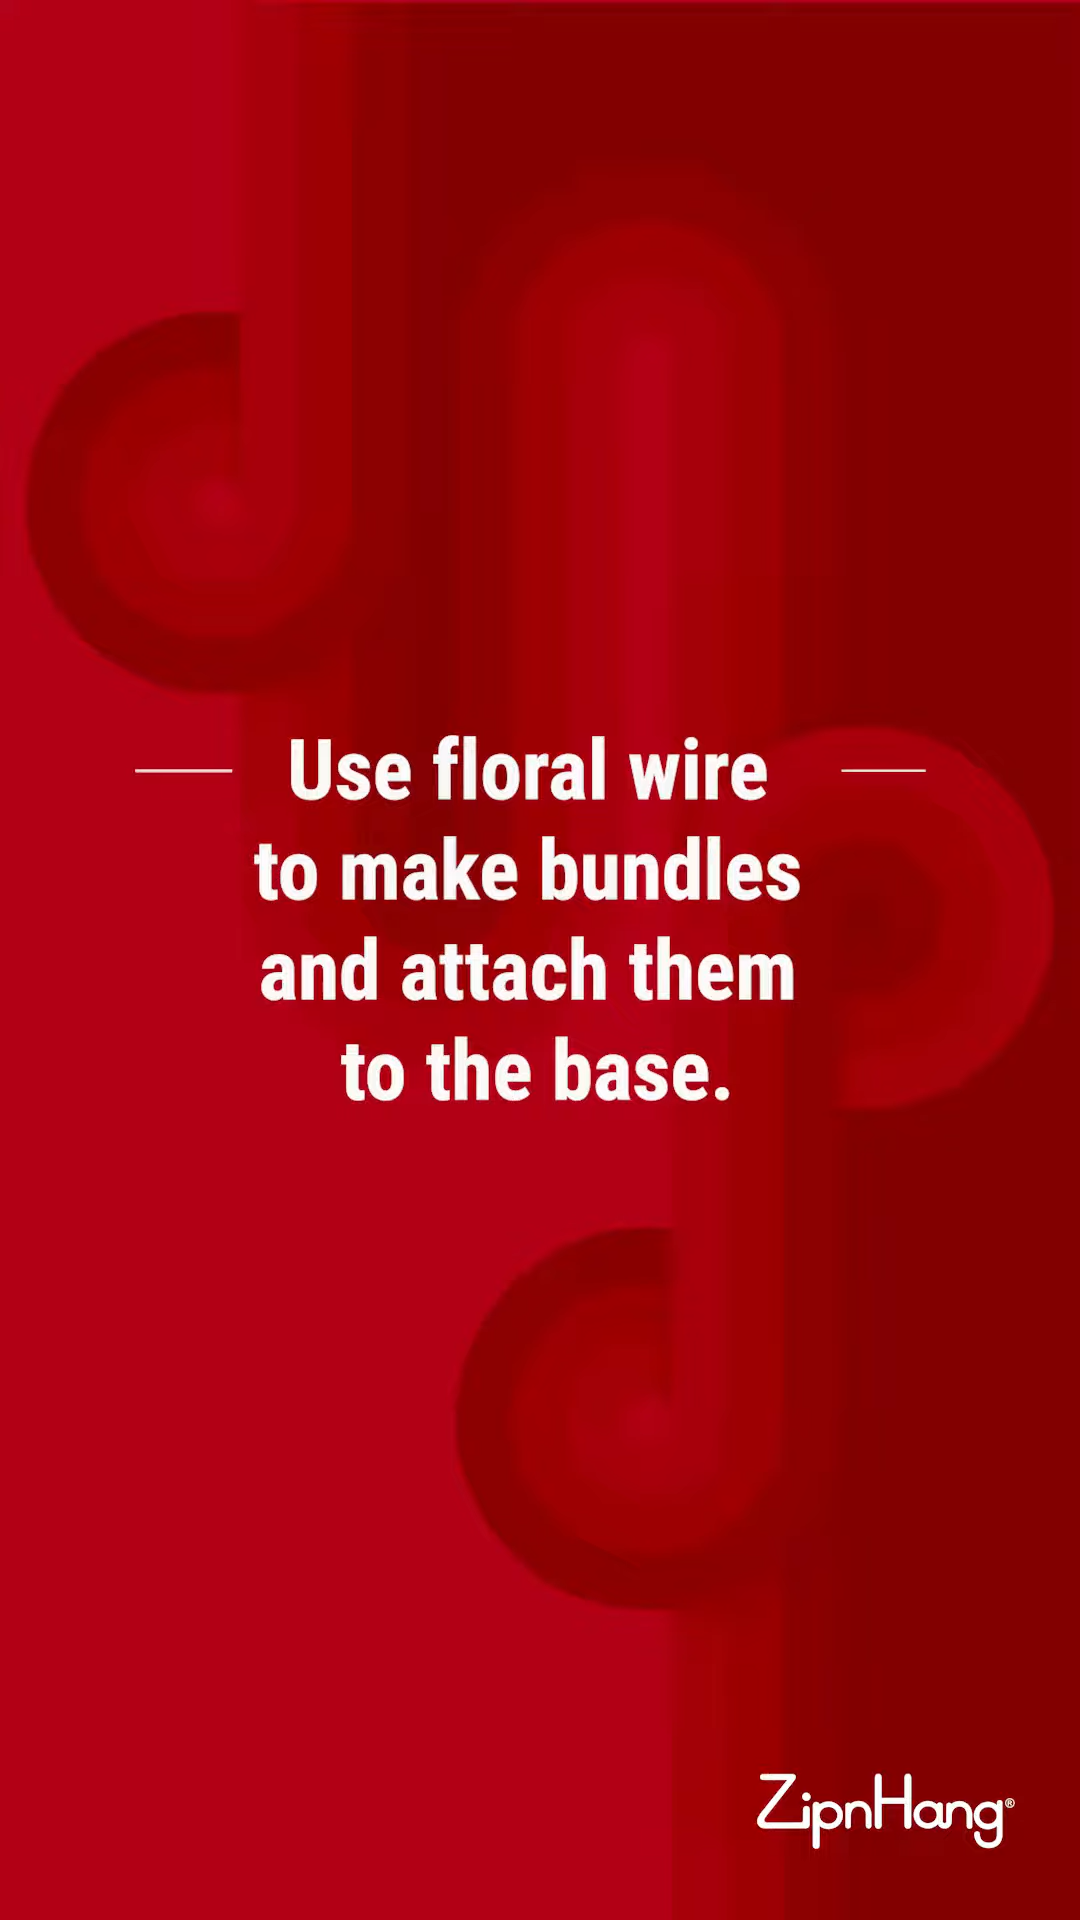 Use floral wire
to make bundles
and attach them
to the base.
ZipnHang®